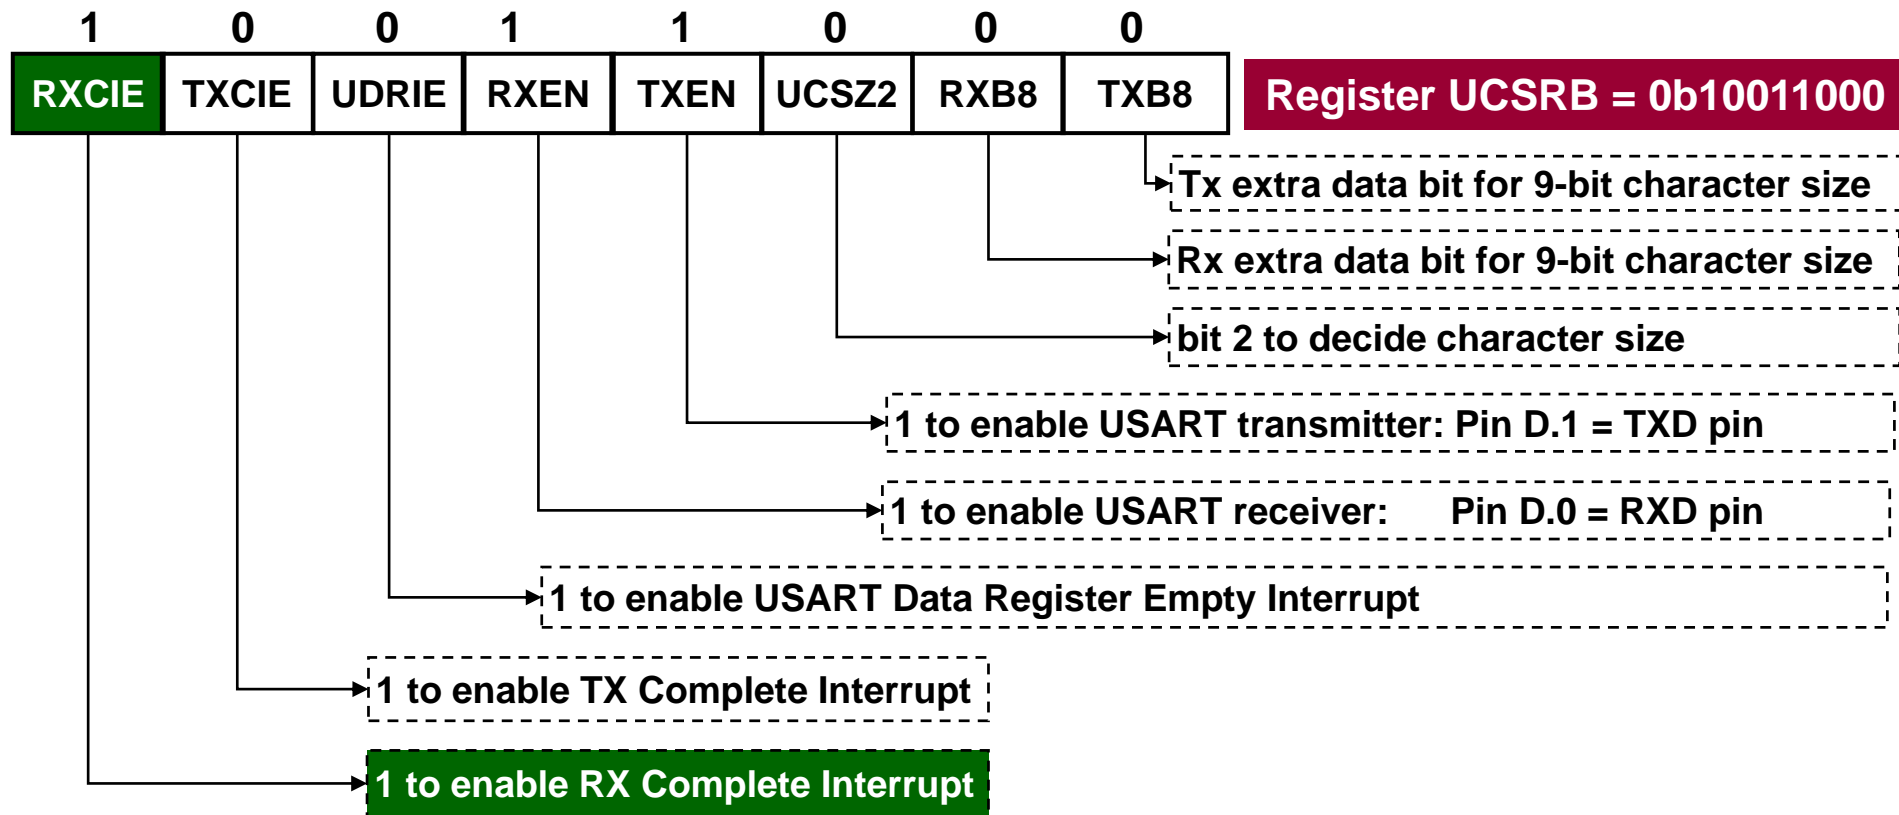 1 0 0 1 1 0 0 0
RXCIE TXCIE UDRIE RXEN TXEN UCSZ2 RXB8 TXB8 Register UCSRB = 0b10011000
Tx extra data bit for 9-bit character size
Rx extra data bit for 9-bit character size
bit 2 to decide character size
1 to enable USART transmitter: Pin D.1 = TXD pin
1 to enable USART receiver: Pin D.0 = RXD pin
1 to enable USART Data Register Empty Interrupt
1 to enable TX Complete Interrupt
1 to enable RX Complete Interrupt